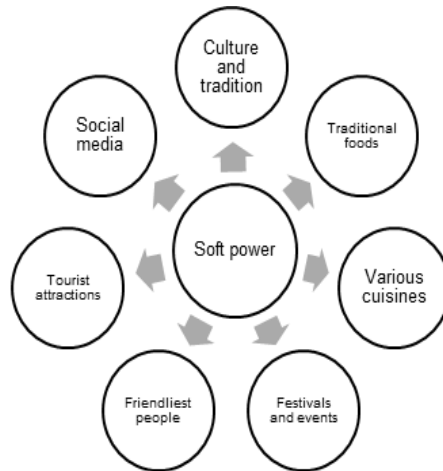 Culture
and
tradition
Traditional
foods
Various
cuisines
Festivals
and events
Friendliest
people
Tourist
attractions
Social
media
Soft power